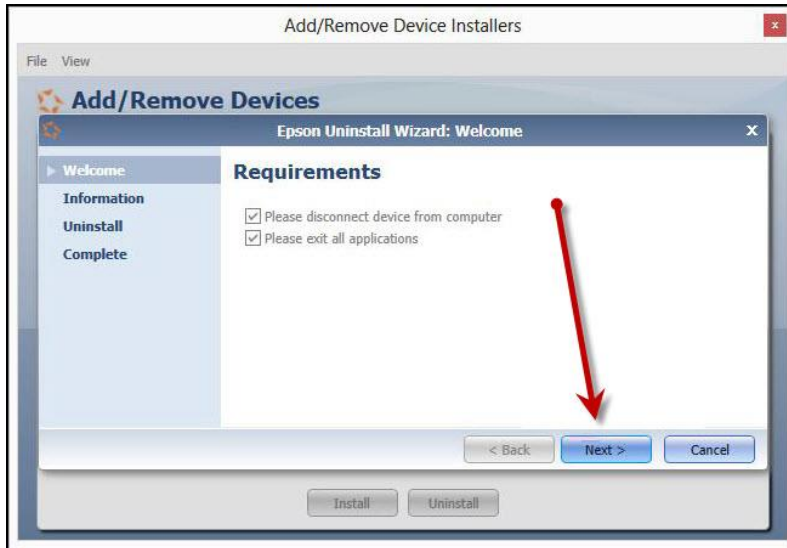 Add/Remove Device Installers
x
File View
Add/Remove Devices
Epson Uninstall Wizard: Welcome
X
Welcome
Requirements
Information
Please disconnect device from computer
Uninstall
Please exit all applications
Complete
< Back Next > Cancel
Install Uninstall